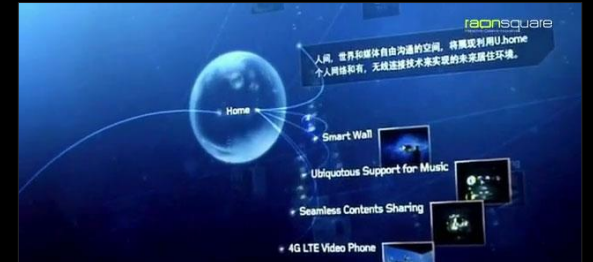 raonsquare
人间，世界和媒体自由沟通的空间，将展现利用U.home
个人网络和有，无线连接技术来实现的未来居住环境。
Home
Smart Wall
Ubiquotous Support for Music
Seamless Contents Sharing
4G LTE Video Phone